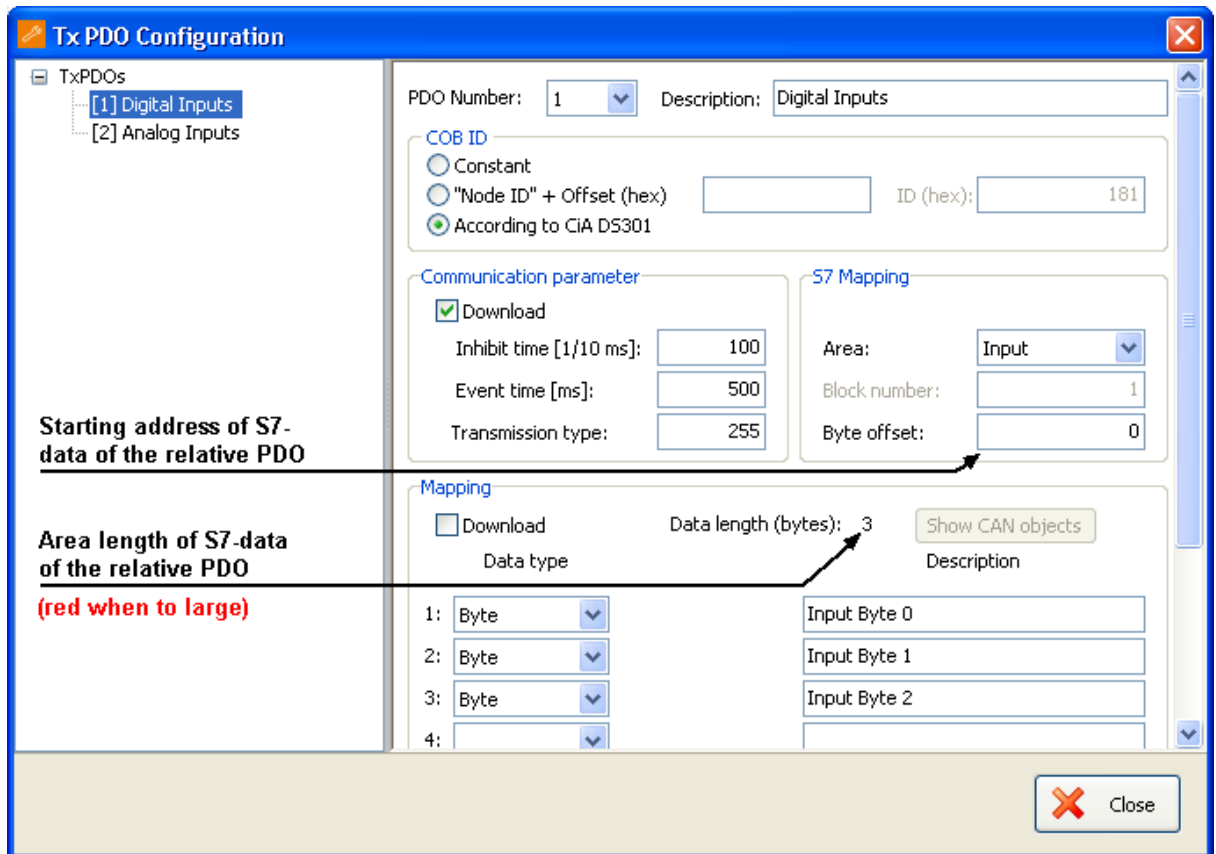 Tx PDO Configuration
TxPDOs
[1] Digital Inputs
[2] Analog Inputs
PDO Number: 1 Description: Digital Inputs
COB ID
Constant
"Node ID" + Offset (hex) ID (hex): 181
According to CiA DS301
Communication parameter
Download
Inhibit time [1/10 ms]: 100
Event time [ms]: 500
Transmission type: 255
S7 Mapping
Area: Input
Block number: 1
Byte offset: 0
Starting address of S7-
data of the relative PDO
Mapping
Download Data length (bytes): 3 Show CAN objects
Data type Description
Area length of S7-data
of the relative PDO
(red when to large)
1: Byte Input Byte 0
2: Byte Input Byte 1
3: Byte Input Byte 2
4:
Close